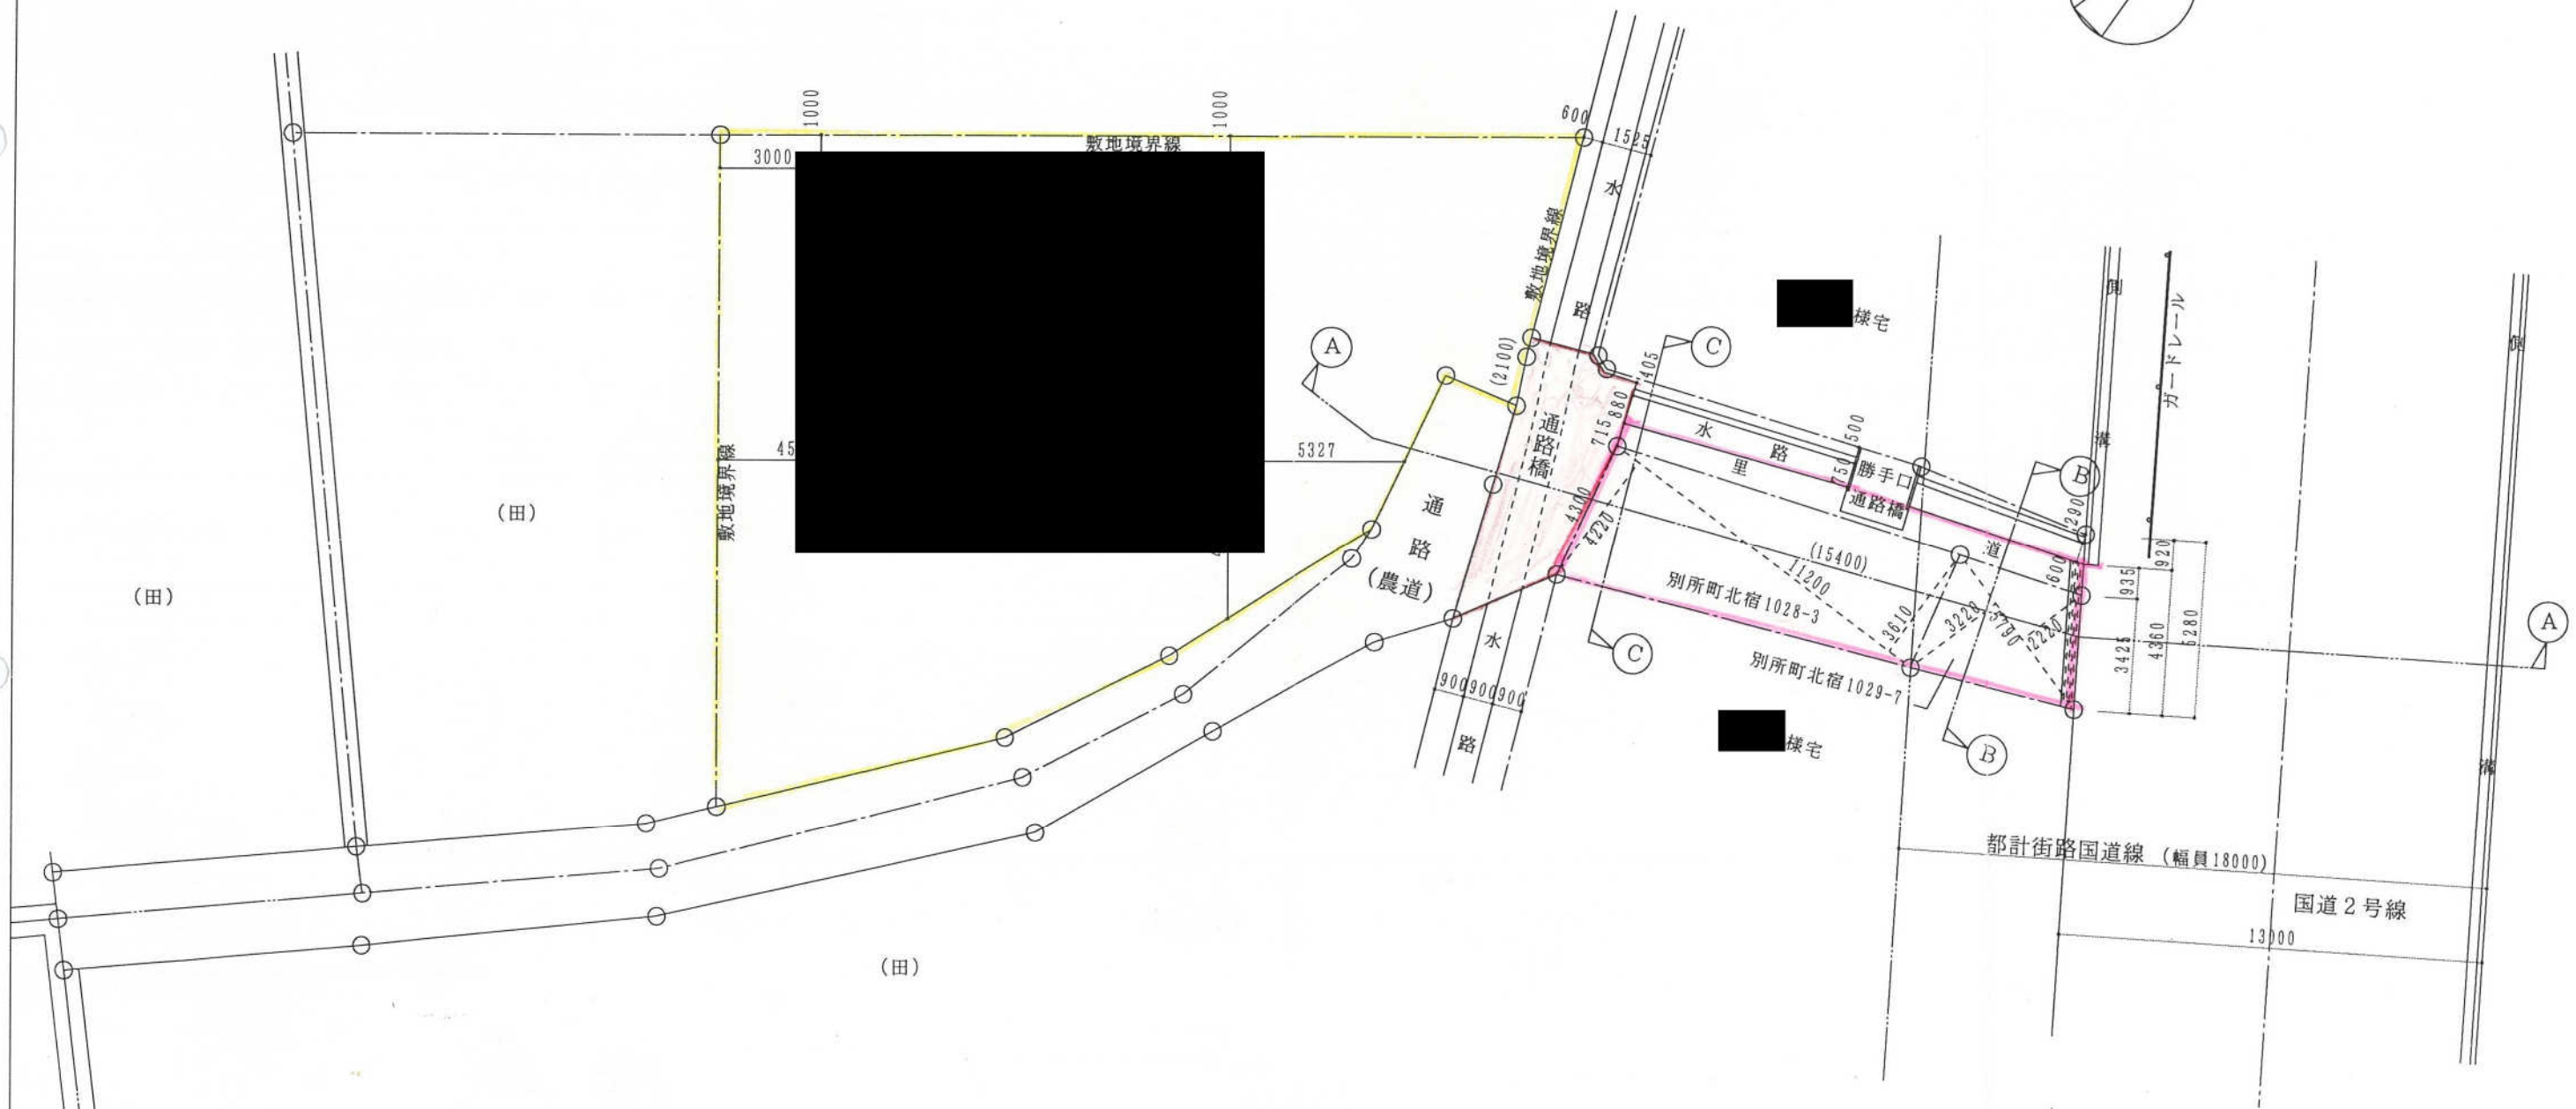 1000
1000
600
1525
敷地境界線
3000
水
敷地境界線
路
様宅
側
ガードレール
側
A
C
(2100)
405
880
715
通路橋
水
路
里
500
750
勝手口
通路橋
B
溝
290
45
敷地境界線
5327
(田)
通
路
(農道)
4300
4220
(15400)
11200
道
600
920
935
別所町北宿1028-3
3610
3220
3790
2220
3425
4360
5280
A
(田)
水
C
別所町北宿1029-7
900
900
900
路
様宅
B
溝
都計街路国道線 (幅員18000)
国道2号線
13000
(田)